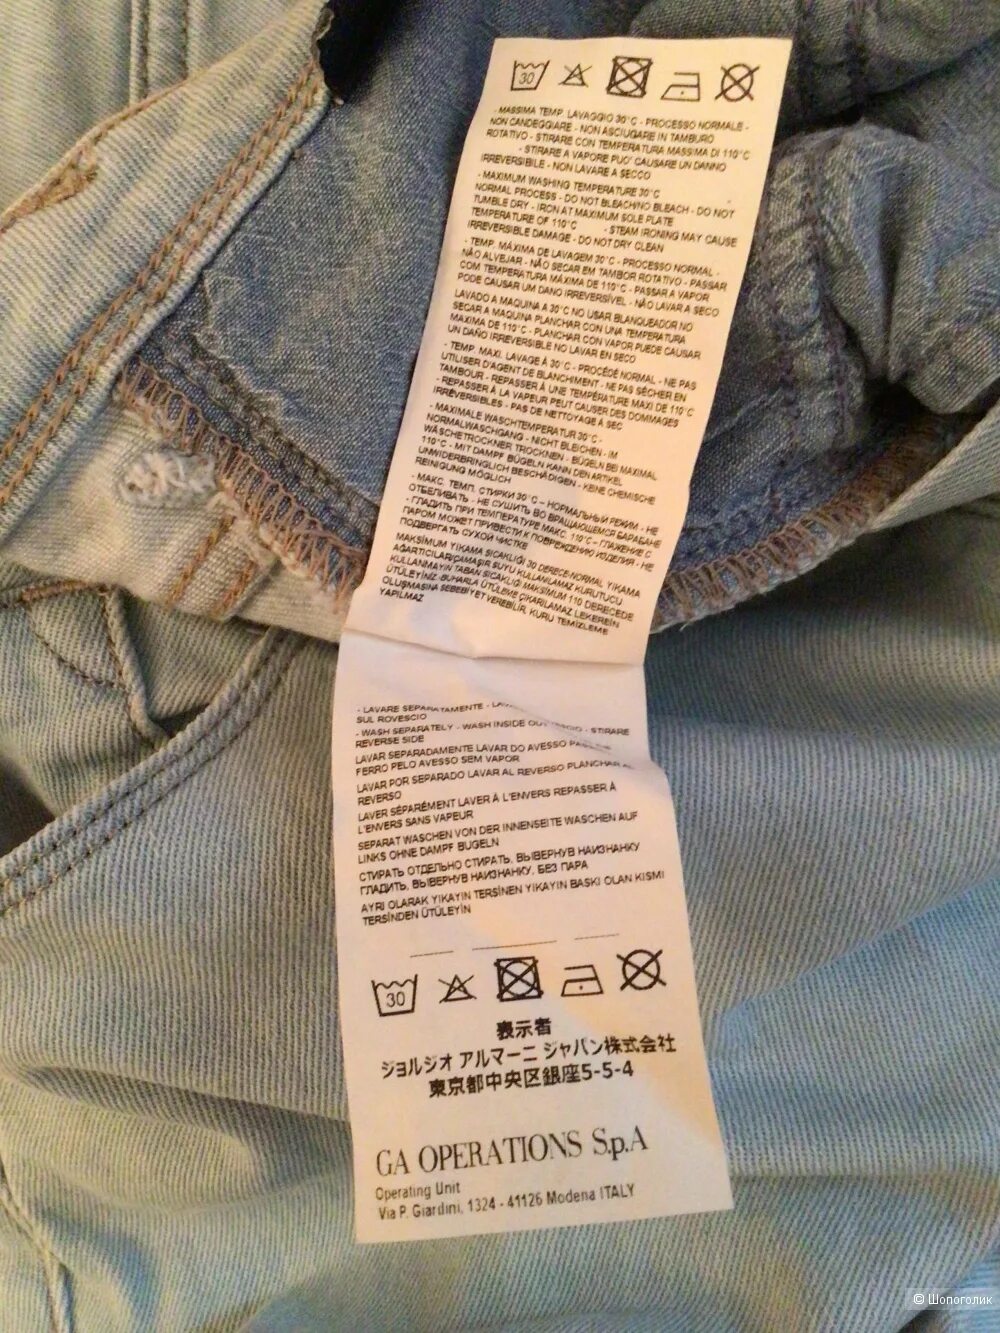 30
- MASSIMA TEMP. LAVAGGIO 30°C - PROCESSO NORMALE -
NON CANDEGGIARE - NON ASCIUGARE IN TAMBURO
ROTATIVO - STIRARE CON TEMPERATURA MASSIMA DI 110°C
- STIRARE A VAPORE PUO' CAUSARE UN DANNO
IRREVERSIBILE - NON LAVARE A SECCO
- MAXIMUM WASHING TEMPERATURE 30°C
NORMAL PROCESS - DO NOT BLEACH/NO BLEACH - DO NOT
TUMBLE DRY - IRON AT MAXIMUM SOLE PLATE
TEMPERATURE OF 110°C - STEAM IRONING MAY CAUSE
IRREVERSIBLE DAMAGE - DO NOT DRY CLEAN
- TEMP. MÁXIMA DE LAVAGEM 30°C - PROCESSO NORMAL -
NÃO ALVEJAR - NÃO SECAR EM TAMBOR ROTATIVO - PASSAR
COM TEMPERATURA MÁXIMA DE 110°C - PASSAR A VAPOR
PODE CAUSAR UM DANO IRREVERSÍVEL - NÃO LAVAR A SECO
LAVADO A MAQUINA A 30°C NO USAR BLANQUEADOR NO
SECAR A MAQUINA PLANCHAR CON UNA TEMPERATURA
MÁXIMA DE 110°C - PLANCHAR CON VAPOR PUEDE CAUSAR
UN DAÑO IRREVERSIBLE NO LAVAR EN SECO
- TEMP. MAXI. LAVAGE À 30°C - PROCÉDÉ NORMAL - NE PAS
UTILISER D'AGENT DE BLANCHIMENT - NE PAS SÉCHER EN
TAMBOUR - REPASSER À UNE TEMPÉRATURE MAXI DE 110°C
- REPASSER À LA VAPEUR PEUT CAUSER DES DOMMAGES
IRRÉVERSIBLES - PAS DE NETTOYAGE À SEC
- MAXIMALE WASCHTEMPERATUR 30°C -
NORMALWASCHGANG - NICHT BLEICHEN - IM
WÄSCHETROCKNER TROCKNEN - BÜGELN BEI MAXIMAL
110°C - MIT DAMPF BÜGELN KANN DEN ARTIKEL
UNWIDERBRINGLICH BESCHÄDIGEN - KEINE CHEMISCHE
REINIGUNG MÖGLICH
- МАКС. ТЕМП. СТИРКИ 30°C – НОРМАЛЬНЫЙ РЕЖИМ - НЕ
ОТБЕЛИВАТЬ - НЕ СУШИТЬ ВО ВРАЩАЮЩЕМСЯ БАРАБАНЕ
- ГЛАДИТЬ ПРИ ТЕМПЕРАТУРЕ МАКС. 110°C – ГЛАЖЕНИЕ С
ПАРОМ МОЖЕТ ПРИВЕСТИ К ПОВРЕЖДЕНИЮ ИЗДЕЛИЯ - НЕ
ПОДВЕРГАТЬ СУХОЙ ЧИСТКЕ
MAKSİMUM YIKAMA SICAKLIĞI 30 DERECE-NORMAL YIKAMA
AĞARTICILAR/ÇAMAŞIR SUYU KULLANILAMAZ KURUTUCU
KULLANMAYIN TABAN SICAKLIĞI MAKSİMUM 110 DERECEDE
ÜTÜLEYİNİZ. BUHARLA ÜTÜLEME ÇIKARILAMAZ LEKERERİN
OLUŞMASINA SEBEBİYET VEREBİLİR. KURU TEMİZLEME
YAPILMAZ
- LAVARE SEPARATAMENTE -
SUL ROVESCIO
- WASH SEPARATELY - WASH INSIDE - STIRARE
REVERSE SIDE
LAVAR SEPARADAMENTE LAVAR DO AVESSO
FERRO PELO AVESSO SEM VAPOR
LAVAR POR SEPARADO LAVAR AL REVERSO PLANCHAR
REVERSO
LAVER SÉPARÉMENT LAVER À L'ENVERS REPASSER À
L'ENVERS SANS VAPEUR
SEPARAT WASCHEN VON DER INNENSEITE WASCHEN AUF
LINKS OHNE DAMPF BUGELN
СТИРАТЬ ОТДЕЛЬНО СТИРАТЬ, ВЫВЕРНУВ НАИЗНАНКУ
ГЛАДИТЬ, ВЫВЕРНУВ НАИЗНАНКУ, БЕЗ ПАРА
AYRI OLARAK YIKAYIN TERSİNEN YIKAYIN BASKI OLAN KISMI
TERSİNDEN ÜTÜLEYİN
30
表示者
ジョルジオ アルマーニ ジャパン株式会社
東京都中央区銀座5-5-4
GA OPERATIONS S.p.A
Operating Unit
Via P. Giardini, 1324 - 41126 Modena ITALY
© Шопоголик